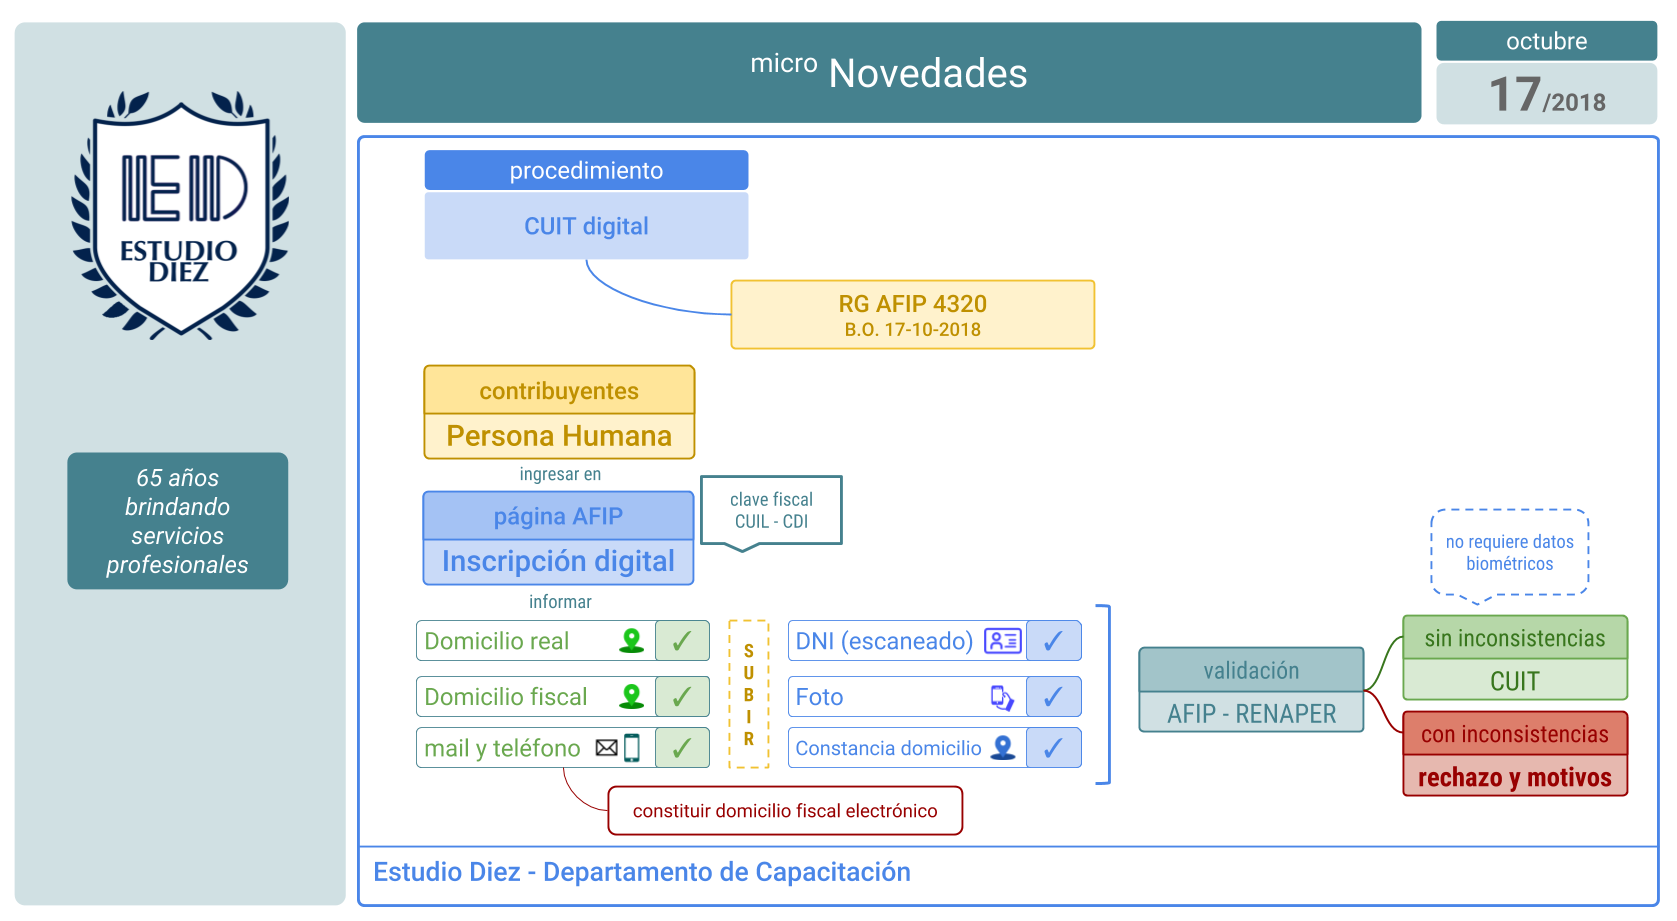 micro Novedades
octubre
17/2018
ED
ESTUDIO
DIEZ
65 años
brindando
servicios
profesionales
procedimiento
CUIT digital
RG AFIP 4320
B.O. 17-10-2018
contribuyentes
Persona Humana
ingresar en
página AFIP
Inscripción digital
clave fiscal
CUIL - CDI
informar
Domicilio real ✓
Domicilio fiscal ✓
mail y teléfono ✓
constituir domicilio fiscal electrónico
S
U
B
I
R
DNI (escaneado) ✓
Foto ✓
Constancia domicilio ✓
validación
AFIP - RENAPER
no requiere datos
biométricos
sin inconsistencias
CUIT
con inconsistencias
rechazo y motivos
Estudio Diez - Departamento de Capacitación